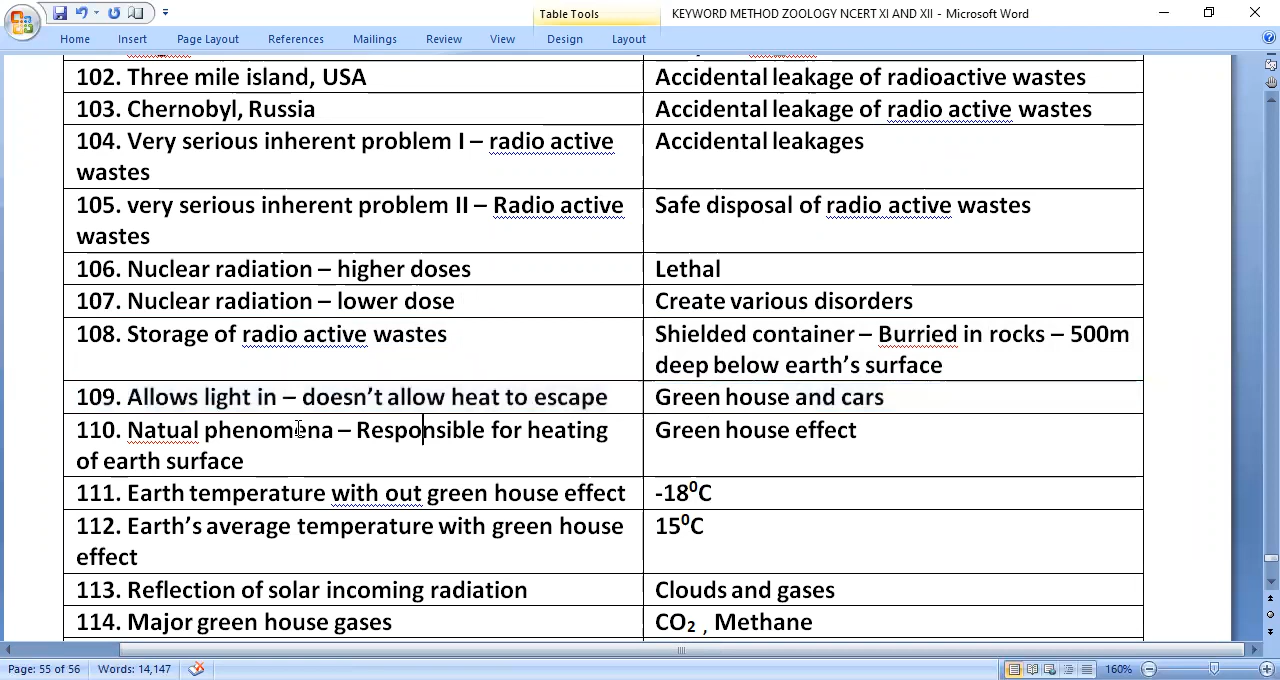 KEYWORD METHOD ZOOLOGY NCERT XI AND XII - Microsoft Word
Table Tools
Home Insert Page Layout References Mailings Review View Design Layout
102. Three mile island, USA
Accidental leakage of radioactive wastes
103. Chernobyl, Russia
Accidental leakage of radio active wastes
104. Very serious inherent problem I – radio active
wastes
Accidental leakages
105. very serious inherent problem II – Radio active
wastes
Safe disposal of radio active wastes
106. Nuclear radiation – higher doses
Lethal
107. Nuclear radiation – lower dose
Create various disorders
108. Storage of radio active wastes
Shielded container – Burried in rocks – 500m
deep below earth's surface
109. Allows light in – doesn't allow heat to escape
Green house and cars
110. Natual phenomena – Responsible for heating
of earth surface
Green house effect
111. Earth temperature with out green house effect
-18⁰C
112. Earth's average temperature with green house
effect
15⁰C
113. Reflection of solar incoming radiation
Clouds and gases
114. Major green house gases
CO₂ , Methane
Page: 55 of 56 Words: 14,147 160%